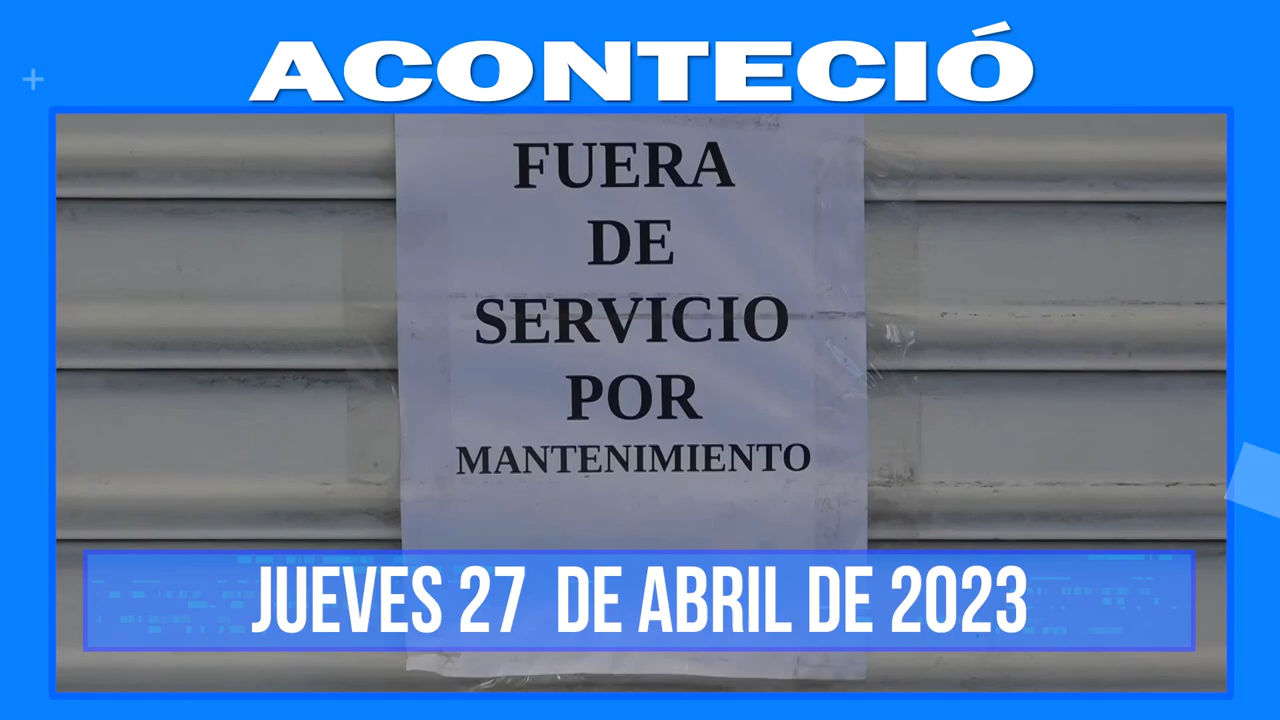 ACONTECIÓ
FUERA
DE
SERVICIO
POR
MANTENIMIENTO
JUEVES 27 DE ABRIL DE 2023